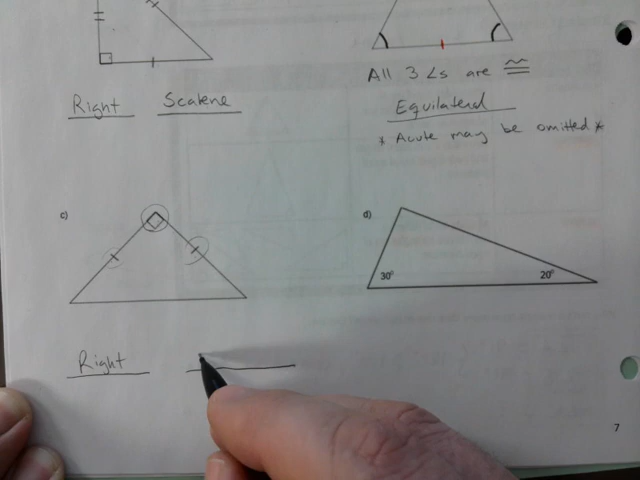 All 3 ∠s are ≅
Right Scalene
Equilateral
* Acute may be omitted *
c)
d)
30°
20°
Right
7